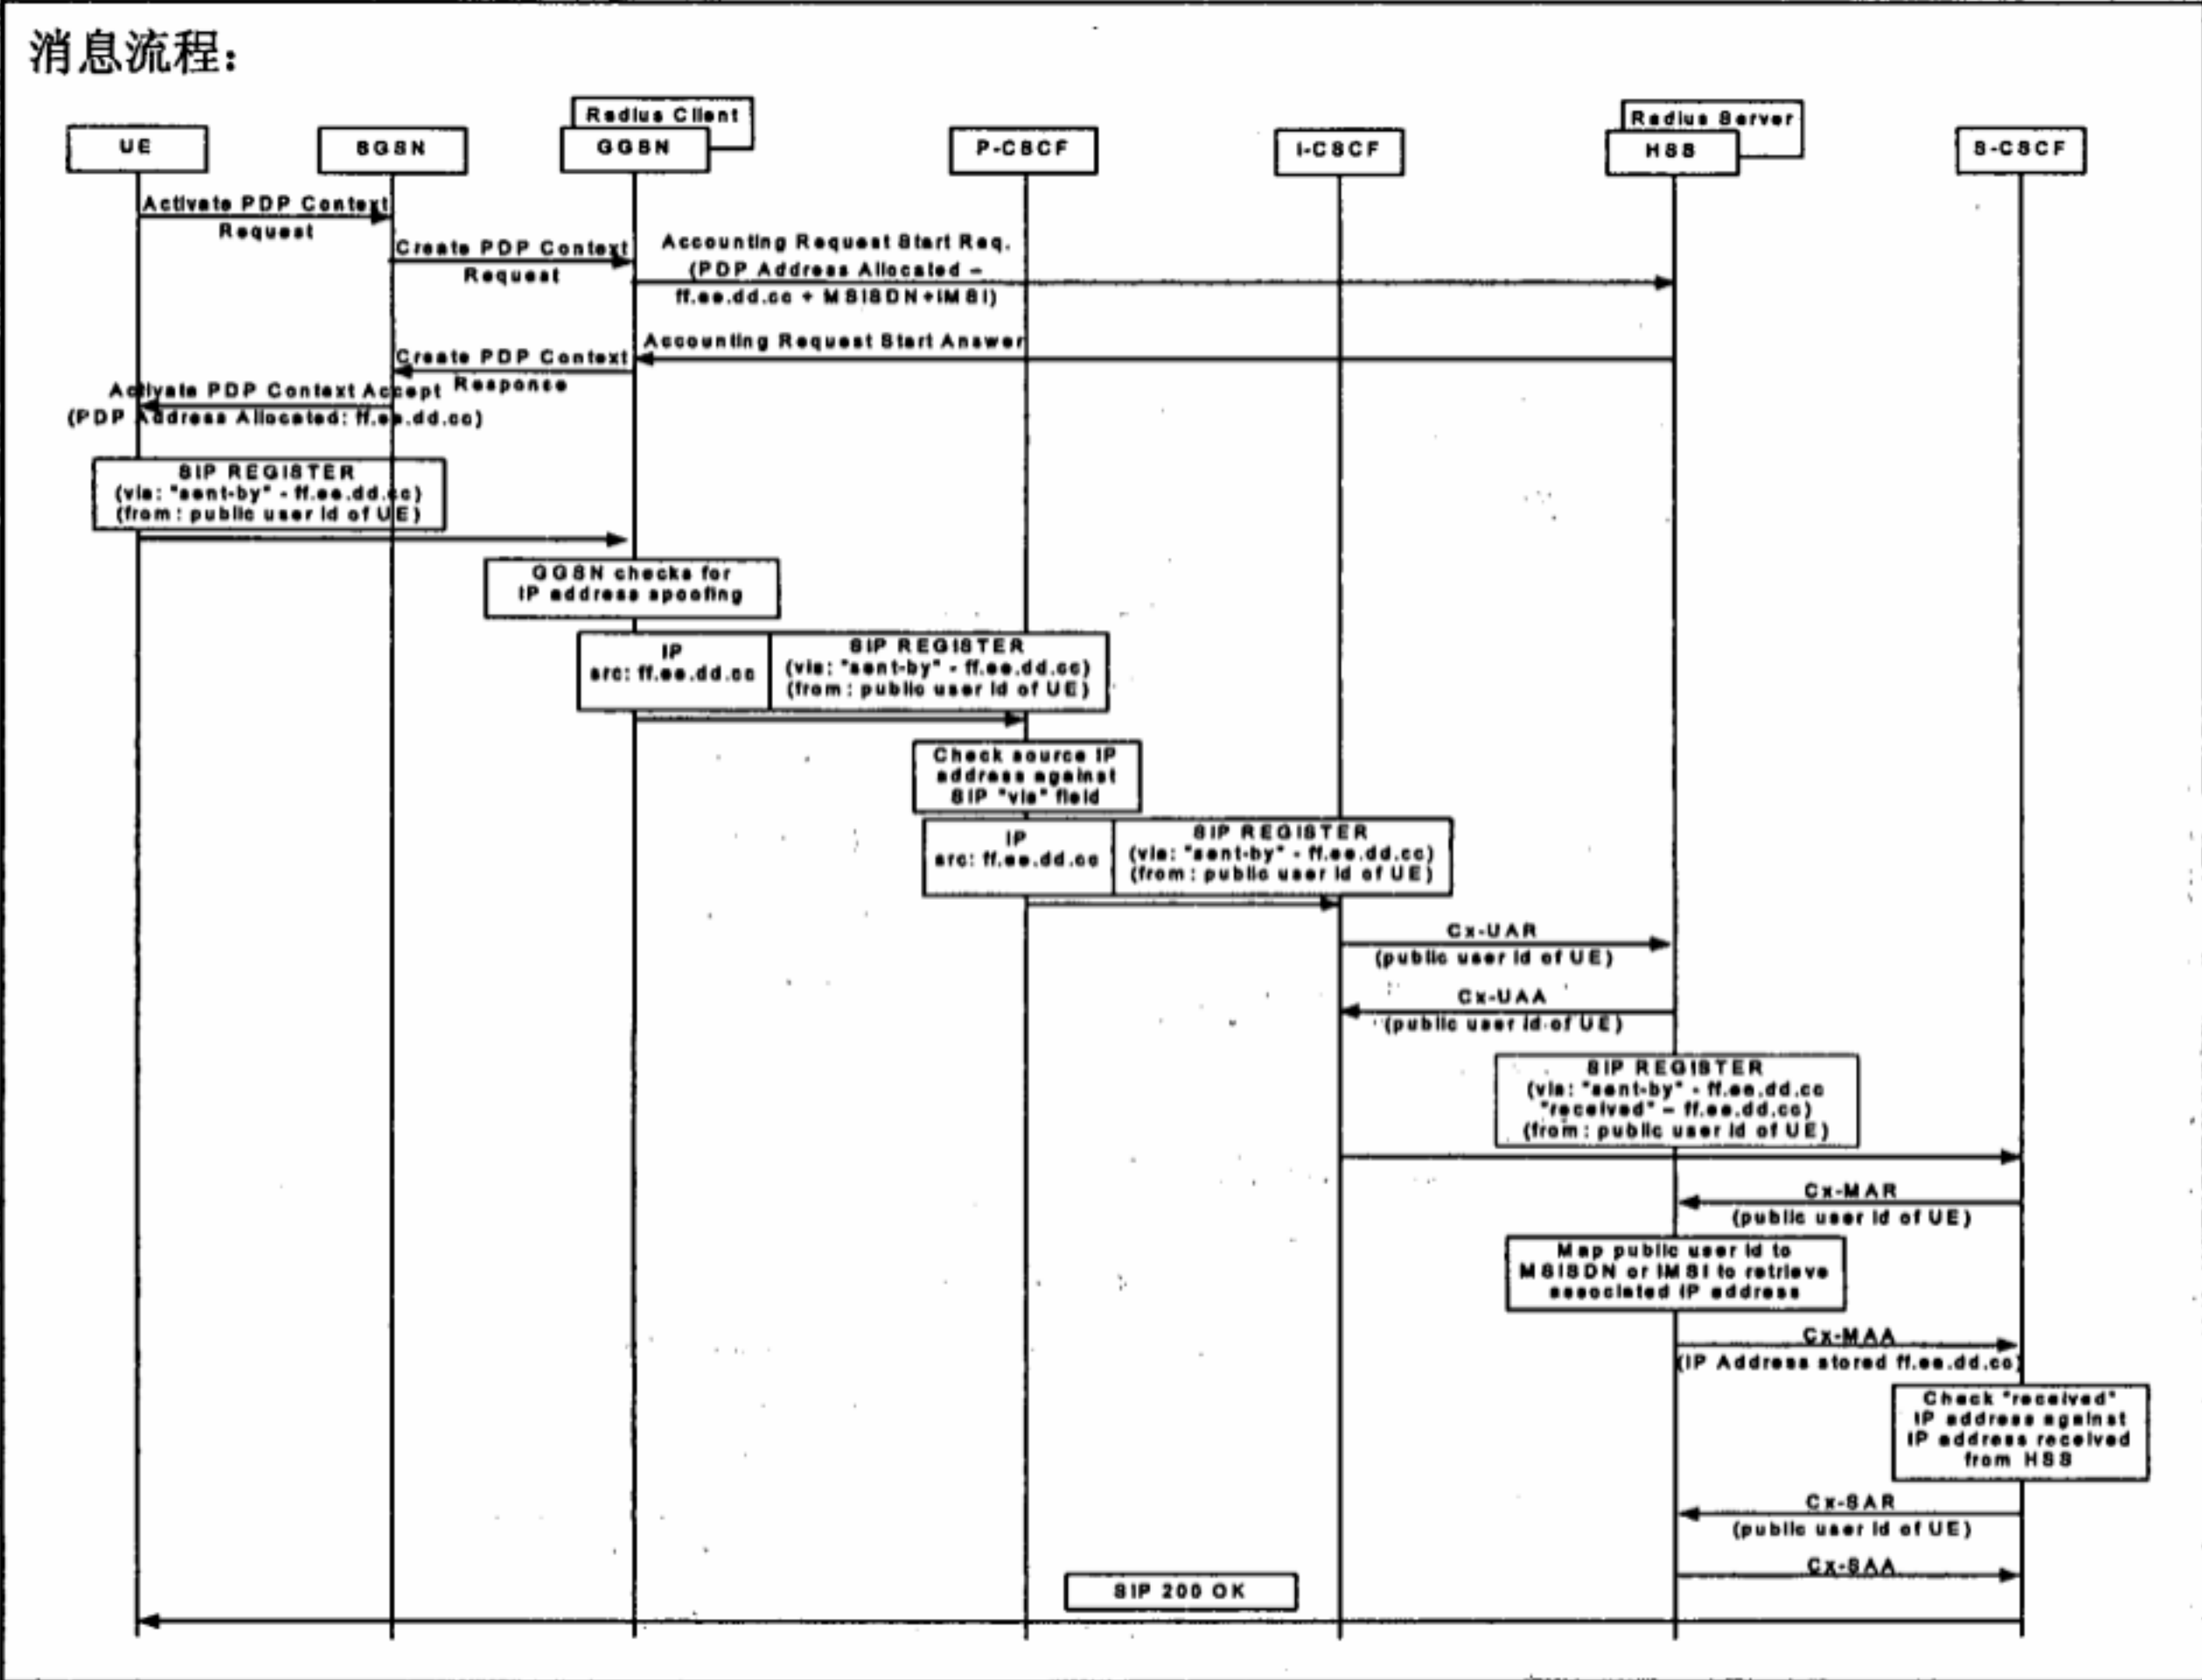 消息流程:
Radius Client
Radius Server
UE
SGSN
GGSN
P-CSCF
I-CSCF
HSS
S-CSCF
Activate PDP Context
Request
Create PDP Context
Request
Accounting Request Start Req.
(PDP Address Allocated –
ff.ee.dd.cc + MSISDN+IMSI)
Accounting Request Start Answer
Create PDP Context
Response
Activate PDP Context Accept
(PDP Address Allocated: ff.ee.dd.cc)
SIP REGISTER
(via: "sent-by" - ff.ee.dd.cc)
(from: public user id of UE)
GGSN checks for
IP address spoofing
IP
src: ff.ee.dd.cc
SIP REGISTER
(via: "sent-by" - ff.ee.dd.cc)
(from: public user id of UE)
Check source IP
address against
SIP "via" field
IP
src: ff.ee.dd.cc
SIP REGISTER
(via: "sent-by" - ff.ee.dd.cc)
(from: public user id of UE)
Cx-UAR
(public user id of UE)
Cx-UAA
(public user id of UE)
SIP REGISTER
(via: "sent-by" - ff.ee.dd.cc
"received" – ff.ee.dd.cc)
(from: public user id of UE)
Cx-MAR
(public user id of UE)
Map public user id to
MSISDN or IMSI to retrieve
associated IP address
Cx-MAA
(IP Address stored ff.ee.dd.cc)
Check "received"
IP address against
IP address received
from HSS
Cx-SAR
(public user id of UE)
Cx-SAA
SIP 200 OK